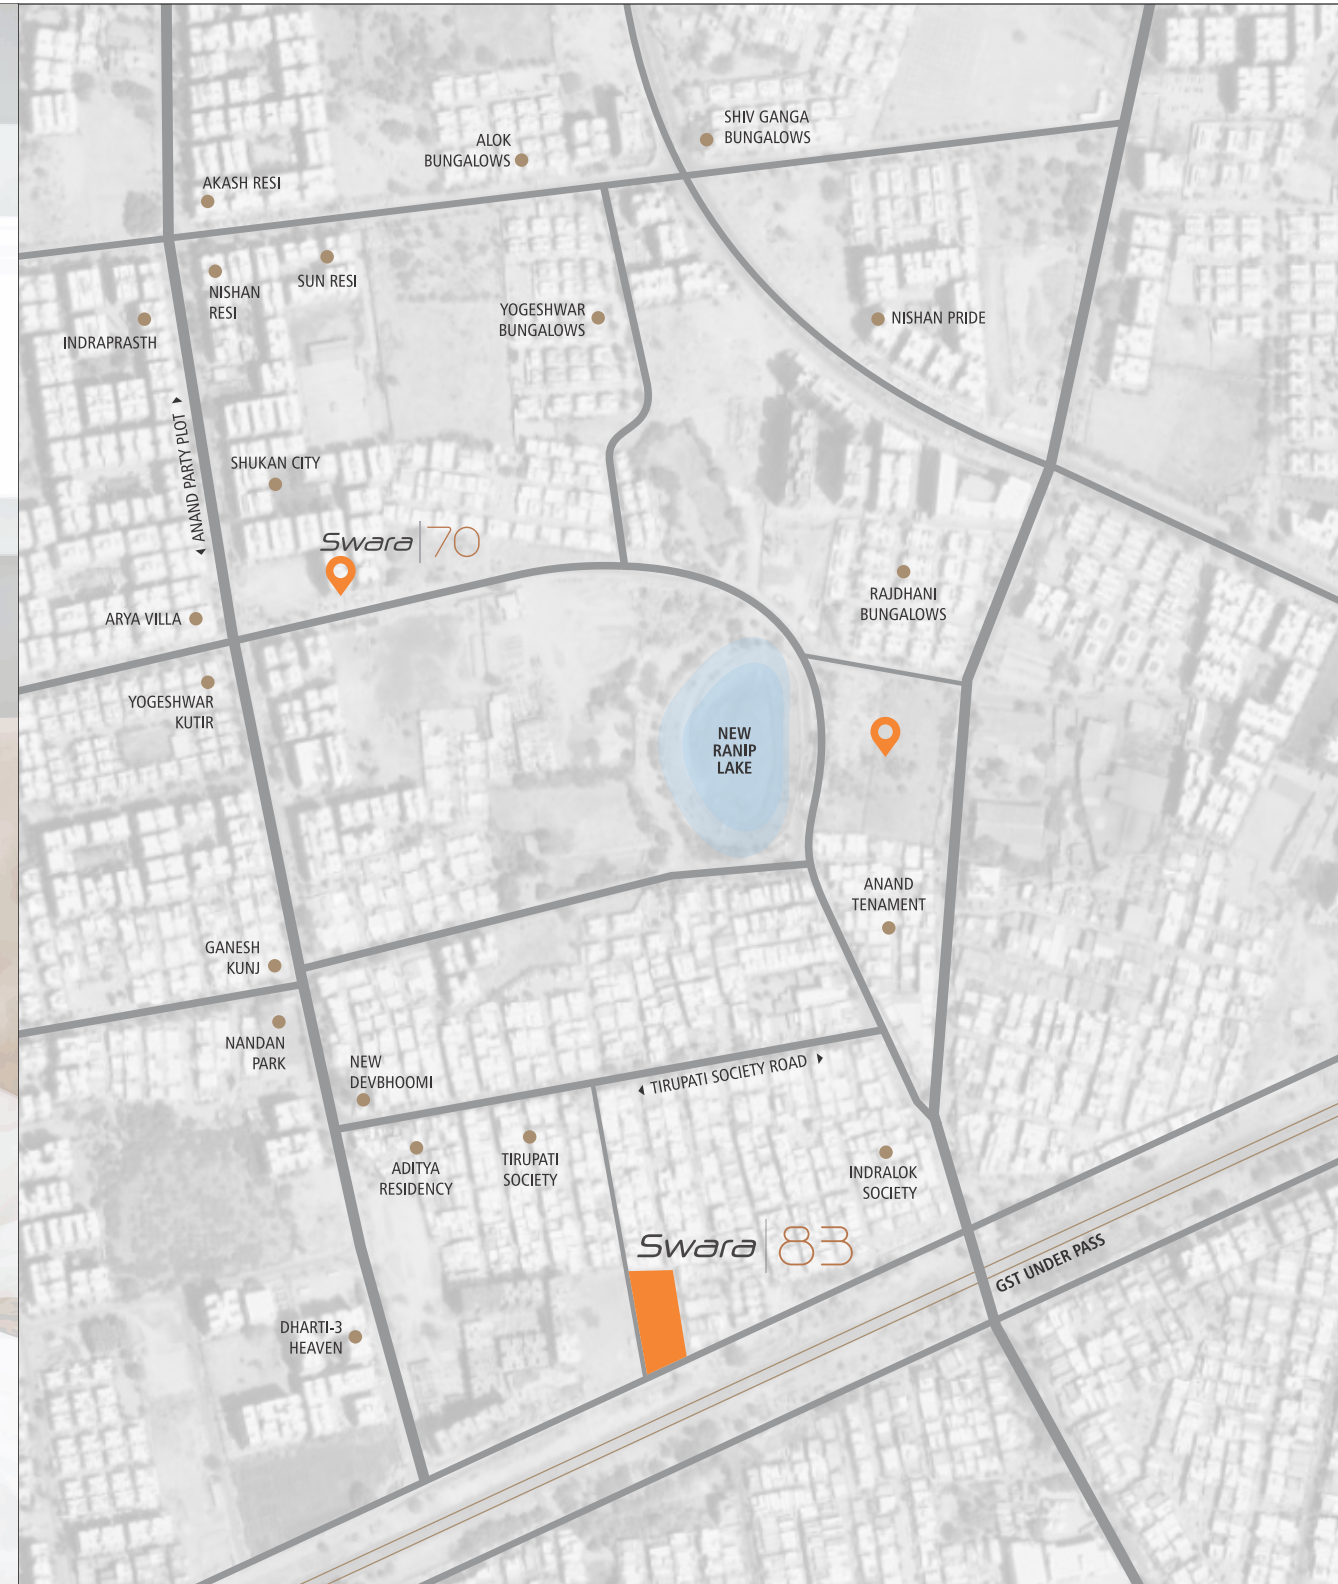 SHIV GANGA
BUNGALOWS
ALOK
BUNGALOWS
AKASH RESI
SUN RESI
NISHAN
RESI
YOGESHWAR
BUNGALOWS
NISHAN PRIDE
INDRAPRASTH
ANAND PARTY PLOT
SHUKAN CITY
Swara 70
RAJDHANI
BUNGALOWS
ARYA VILLA
YOGESHWAR
KUTIR
NEW
RANIP
LAKE
ANAND
TENAMENT
GANESH
KUNJ
NANDAN
PARK
NEW
DEVBHOOMI
TIRUPATI SOCIETY ROAD
ADITYA
RESIDENCY
TIRUPATI
SOCIETY
INDRALOK
SOCIETY
Swara 83
GST UNDER PASS
DHARTI-3
HEAVEN